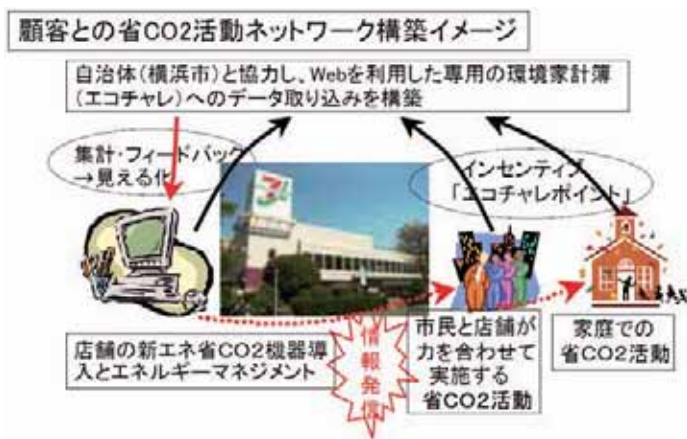 顧客との省CO2活動ネットワーク構築イメージ
自治体(横浜市)と協力し、Webを利用した専用の環境家計簿
(エコチャレ)へのデータ取り込みを構築
集計・フィードバック
→見える化
インセンティブ
「エコチャレポイント」
店舗の新エネ省CO2機器導
入とエネルギーマネジメント
情報発信
市民と店舗が
力を合わせて
実施する
省CO2活動
家庭での
省CO2活動